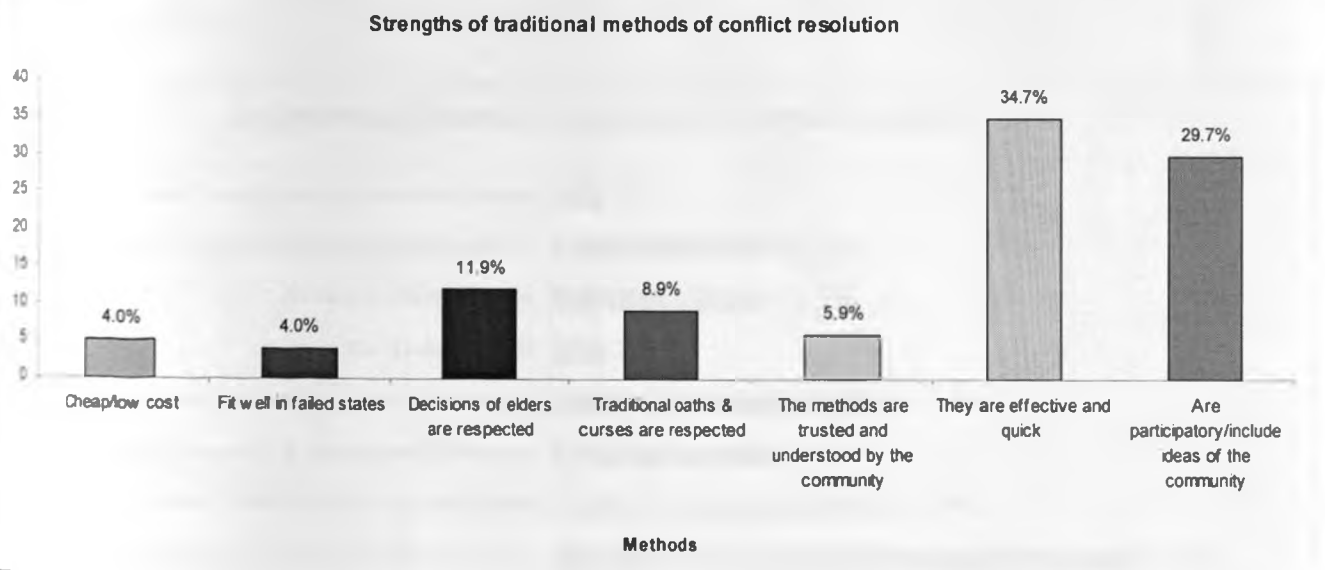 Strengths of traditional methods of conflict resolution
40
35
30
25
20
15
10
5
0
4.0%
4.0%
11.9%
8.9%
5.9%
34.7%
29.7%
Cheap/low cost
Fit well in failed states
Decisions of elders
are respected
Traditional oaths &
curses are respected
The methods are
trusted and
understood by the
community
They are effective and
quick
Are
participatory/include
ideas of the
community
Methods